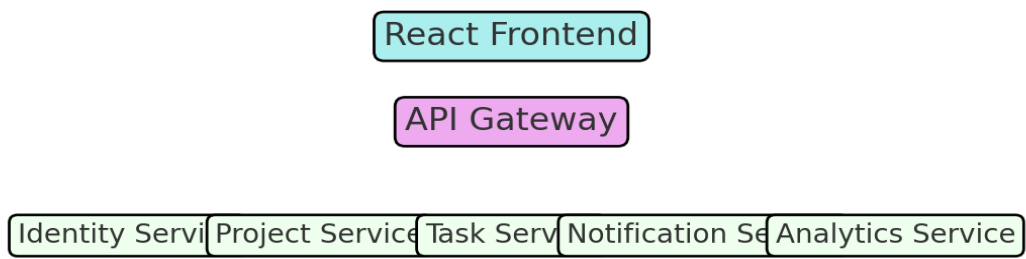 React Frontend
API Gateway
Identity Servi Project Service Task Serv Notification Se Analytics Service